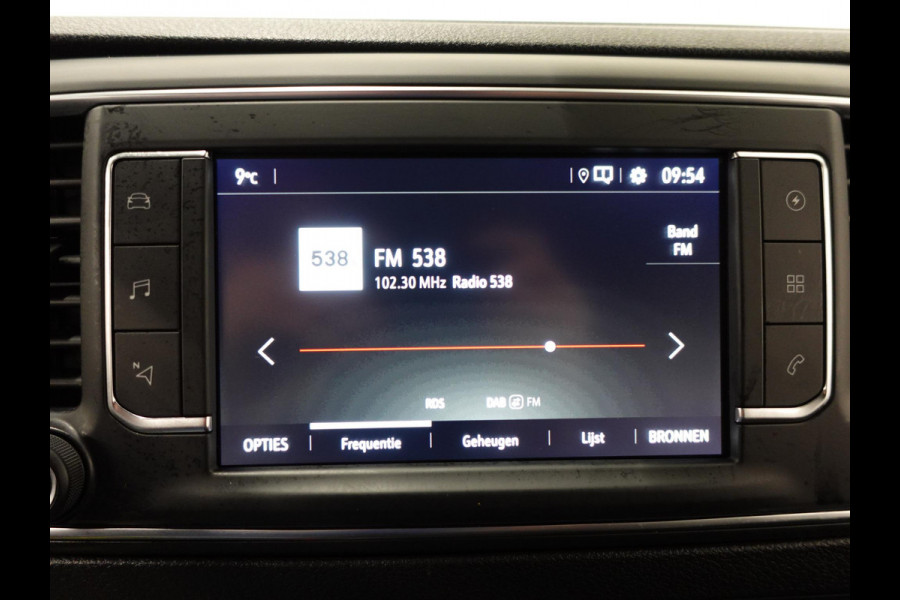 9°C 09:54
538 FM 538
102.30 MHz Radio 538
Band
FM
N
RDS DAB FM
OPTIES Frequentie Geheugen Lijst BRONNEN